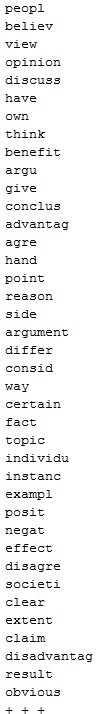 peopl
believ
view
opinion
discuss
have
own
think
benefit
argu
give
conclus
advantag
agre
hand
point
reason
side
argument
differ
consid
way
certain
fact
topic
individu
instanc
exampl
posit
negat
effect
disagre
societi
clear
extent
claim
disadvantag
result
obvious
+ + +